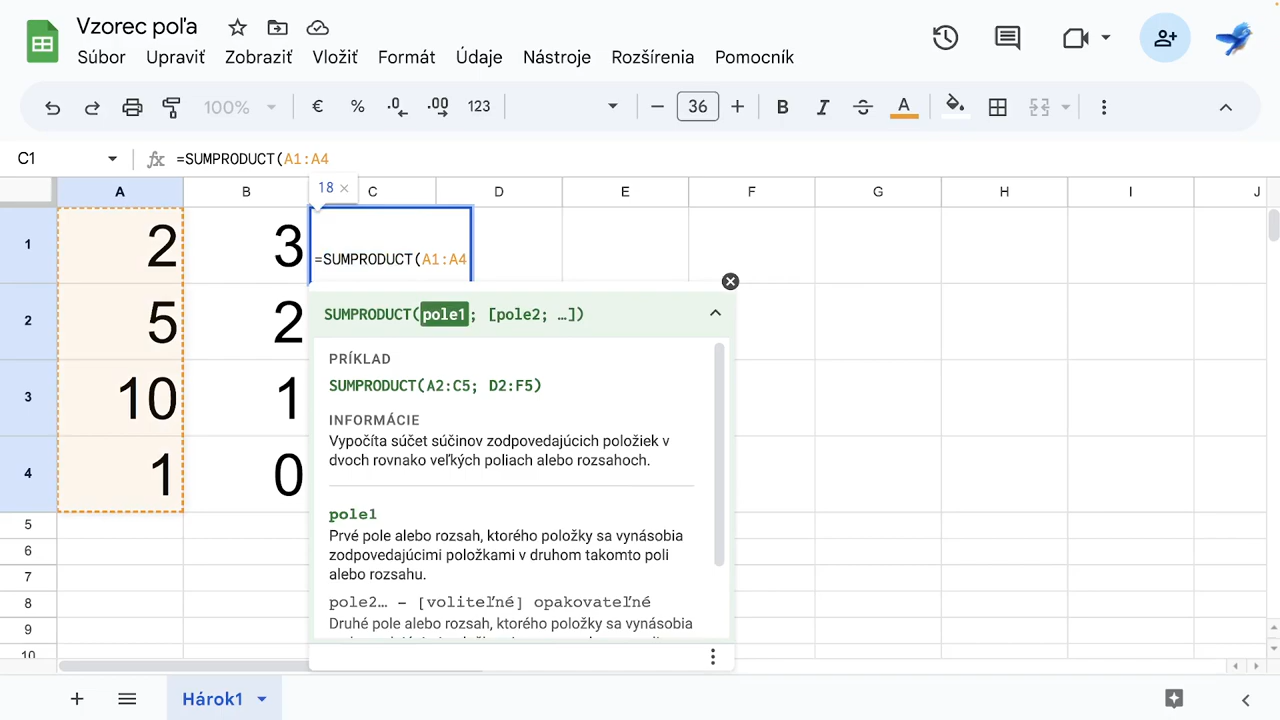 Vzorec poľa
Súbor Upraviť Zobraziť Vložiť Formát Údaje Nástroje Rozšírenia Pomocník
100% € % .0 .00 123 36 B I A
C1 fx =SUMPRODUCT(A1:A4
18 ×
A B C D E F G H I J
1 2 3 =SUMPRODUCT(A1:A4
2 5 2
3 10 1
4 1 0
5
6
7
8
9
10
SUMPRODUCT(pole1; [pole2; …])
PRÍKLAD
SUMPRODUCT(A2:C5; D2:F5)
INFORMÁCIE
Vypočíta súčet súčinov zodpovedajúcich položiek v
dvoch rovnako veľkých poliach alebo rozsahoch.
pole1
Prvé pole alebo rozsah, ktorého položky sa vynásobia
zodpovedajúcimi položkami v druhom takomto poli
alebo rozsahu.
pole2… – [voliteľné] opakovateľné
Druhé pole alebo rozsah, ktorého položky sa vynásobia
Hárok1